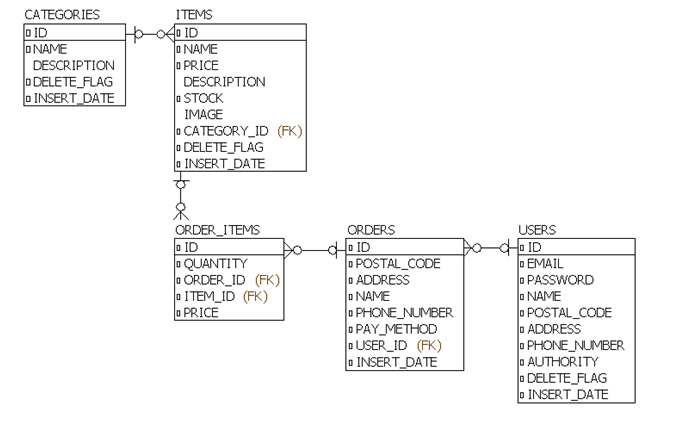 CATEGORIES
ID
NAME
DESCRIPTION
DELETE_FLAG
INSERT_DATE
ITEMS
ID
NAME
PRICE
DESCRIPTION
STOCK
IMAGE
CATEGORY_ID (FK)
DELETE_FLAG
INSERT_DATE
ORDER_ITEMS
ID
QUANTITY
ORDER_ID (FK)
ITEM_ID (FK)
PRICE
ORDERS
ID
POSTAL_CODE
ADDRESS
NAME
PHONE_NUMBER
PAY_METHOD
USER_ID (FK)
INSERT_DATE
USERS
ID
EMAIL
PASSWORD
NAME
POSTAL_CODE
ADDRESS
PHONE_NUMBER
AUTHORITY
DELETE_FLAG
INSERT_DATE